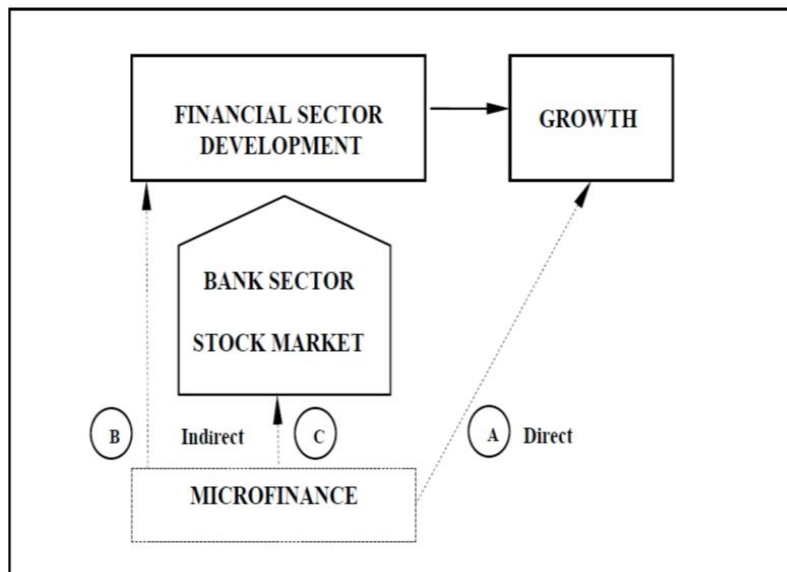 FINANCIAL SECTOR
DEVELOPMENT
GROWTH
BANK SECTOR
STOCK MARKET
B
Indirect
C
A
Direct
MICROFINANCE